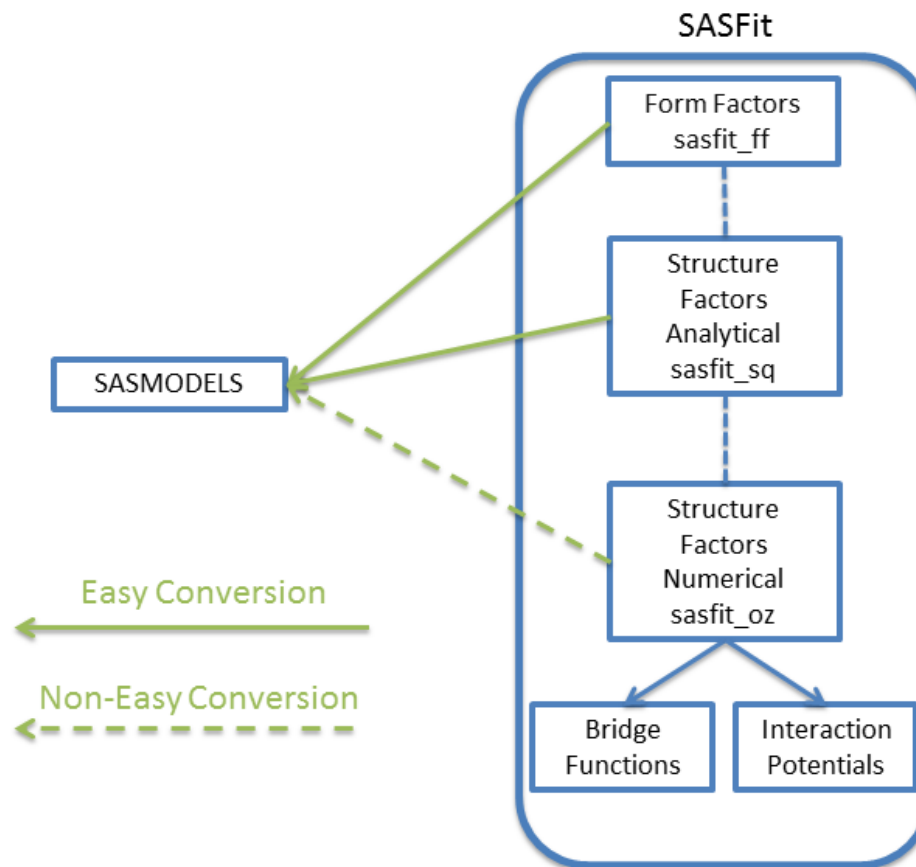 SASFit
Form Factors
sasfit_ff
Structure
Factors
Analytical
sasfit_sq
SASMODELS
Structure
Factors
Numerical
sasfit_oz
Easy Conversion
Non-Easy Conversion
Bridge
Functions
Interaction
Potentials